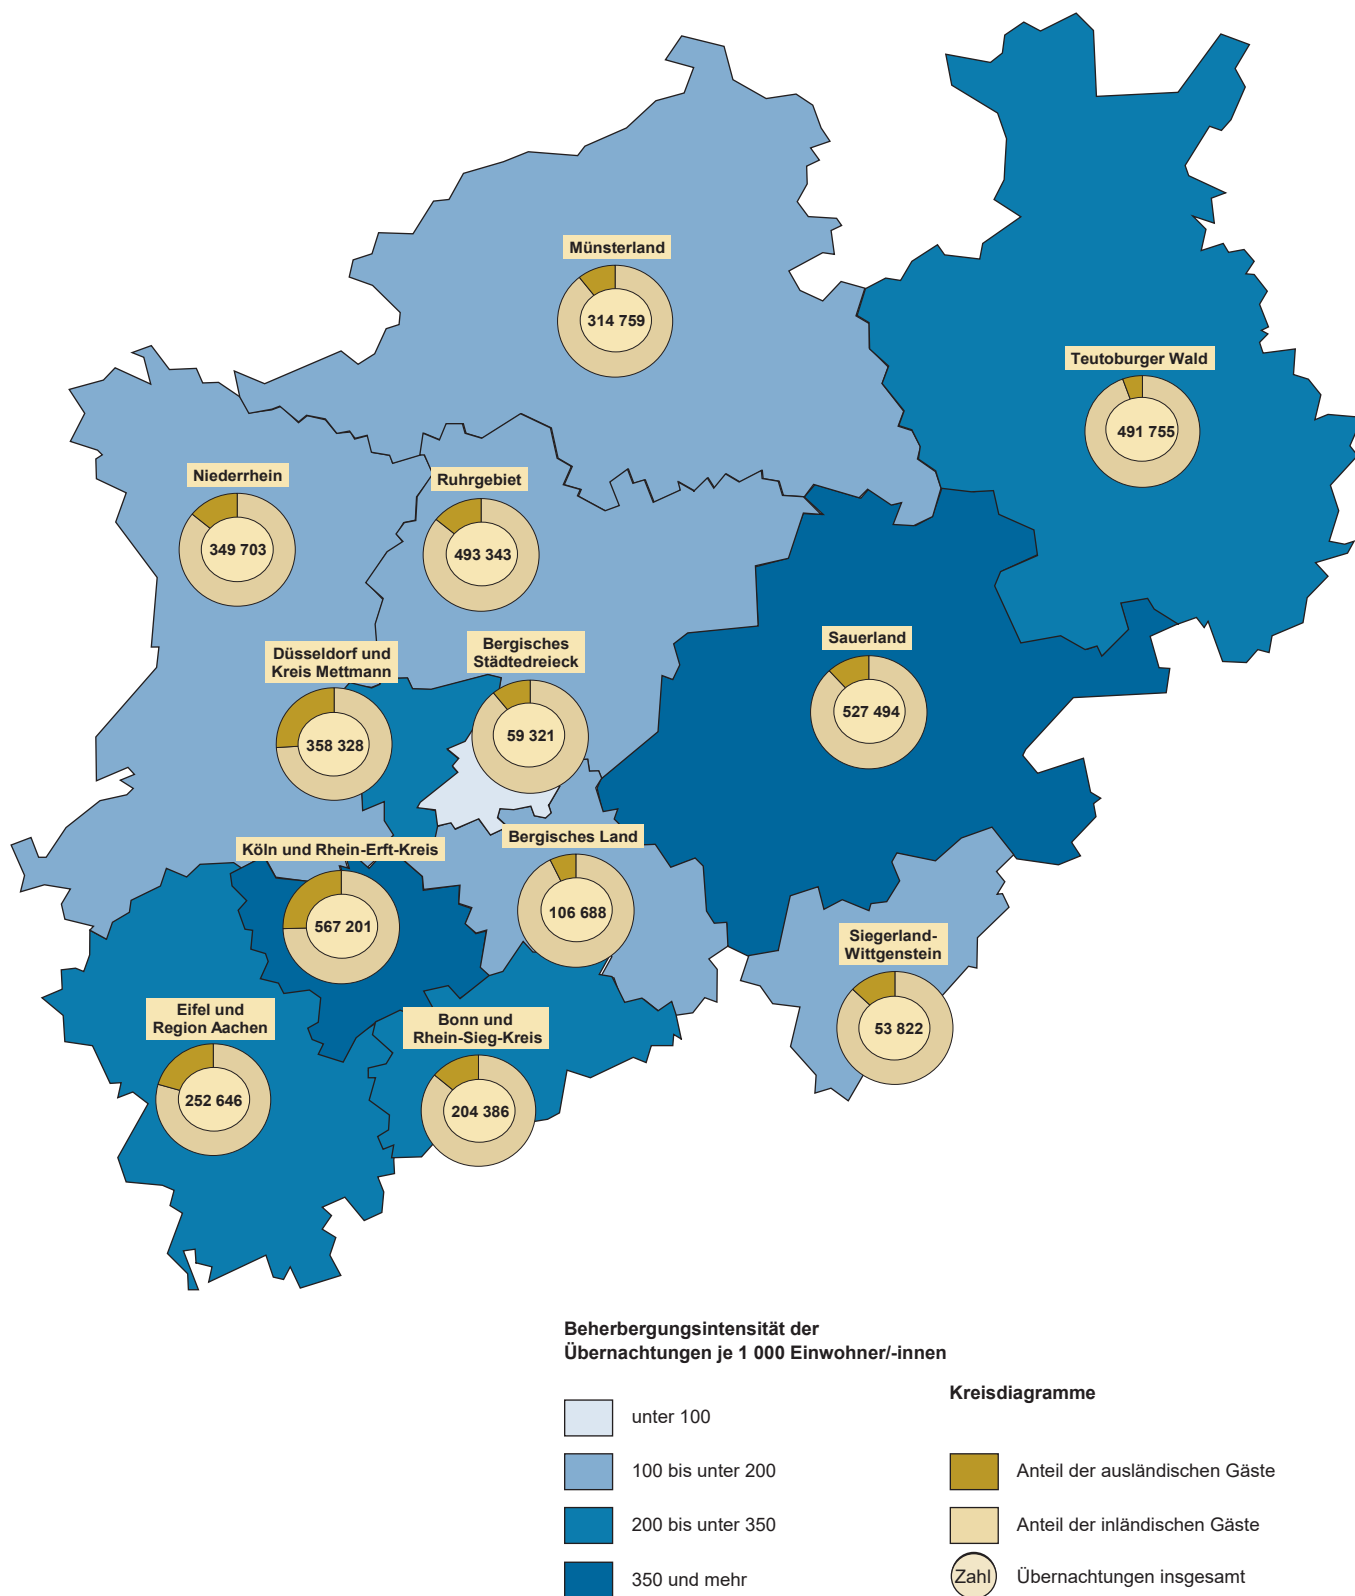 Münsterland
314 759
Teutoburger Wald
491 755
Niederrhein
349 703
Ruhrgebiet
493 343
Düsseldorf und
Kreis Mettmann
358 328
Bergisches
Städtedreieck
59 321
Sauerland
527 494
Köln und Rhein-Erft-Kreis
567 201
Bergisches Land
106 688
Siegerland-
Wittgenstein
53 822
Eifel und
Region Aachen
252 646
Bonn und
Rhein-Sieg-Kreis
204 386
Beherbergungsintensität der
Übernachtungen je 1 000 Einwohner/-innen
unter 100
100 bis unter 200
200 bis unter 350
350 und mehr
Kreisdiagramme
Anteil der ausländischen Gäste
Anteil der inländischen Gäste
Zahl Übernachtungen insgesamt